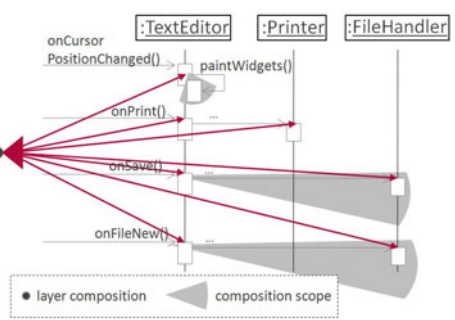 :TextEditor :Printer :FileHandler
onCursor
PositionChanged()
paintWidgets()
onPrint() ...
onSave() ...
onFileNew() ...
layer composition composition scope